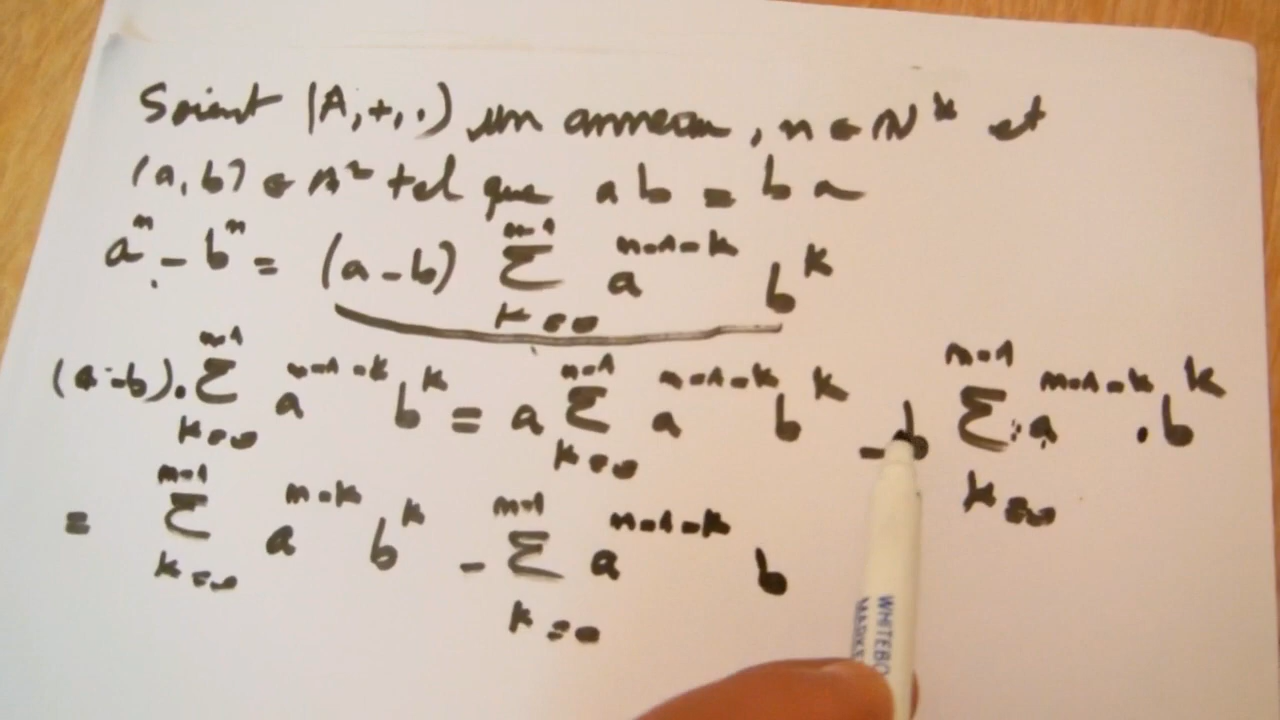 Soient (A,+,.) un anneau, n ∈ N* et
(a,b) ∈ A² tel que ab = ba
aⁿ - bⁿ = (a-b) Σ_{k=0}^{n-1} a^{n-1-k} b^k
(a-b). Σ_{k=0}^{n-1} a^{n-1-k} b^k = a Σ_{k=0}^{n-1} a^{n-1-k} b^k - b Σ_{k=0}^{n-1} a^{n-1-k} . b^k
= Σ_{k=0}^{n-1} a^{n-k} b^k - Σ_{k=0}^{n-1} a^{n-1-k} b
WHITEBO